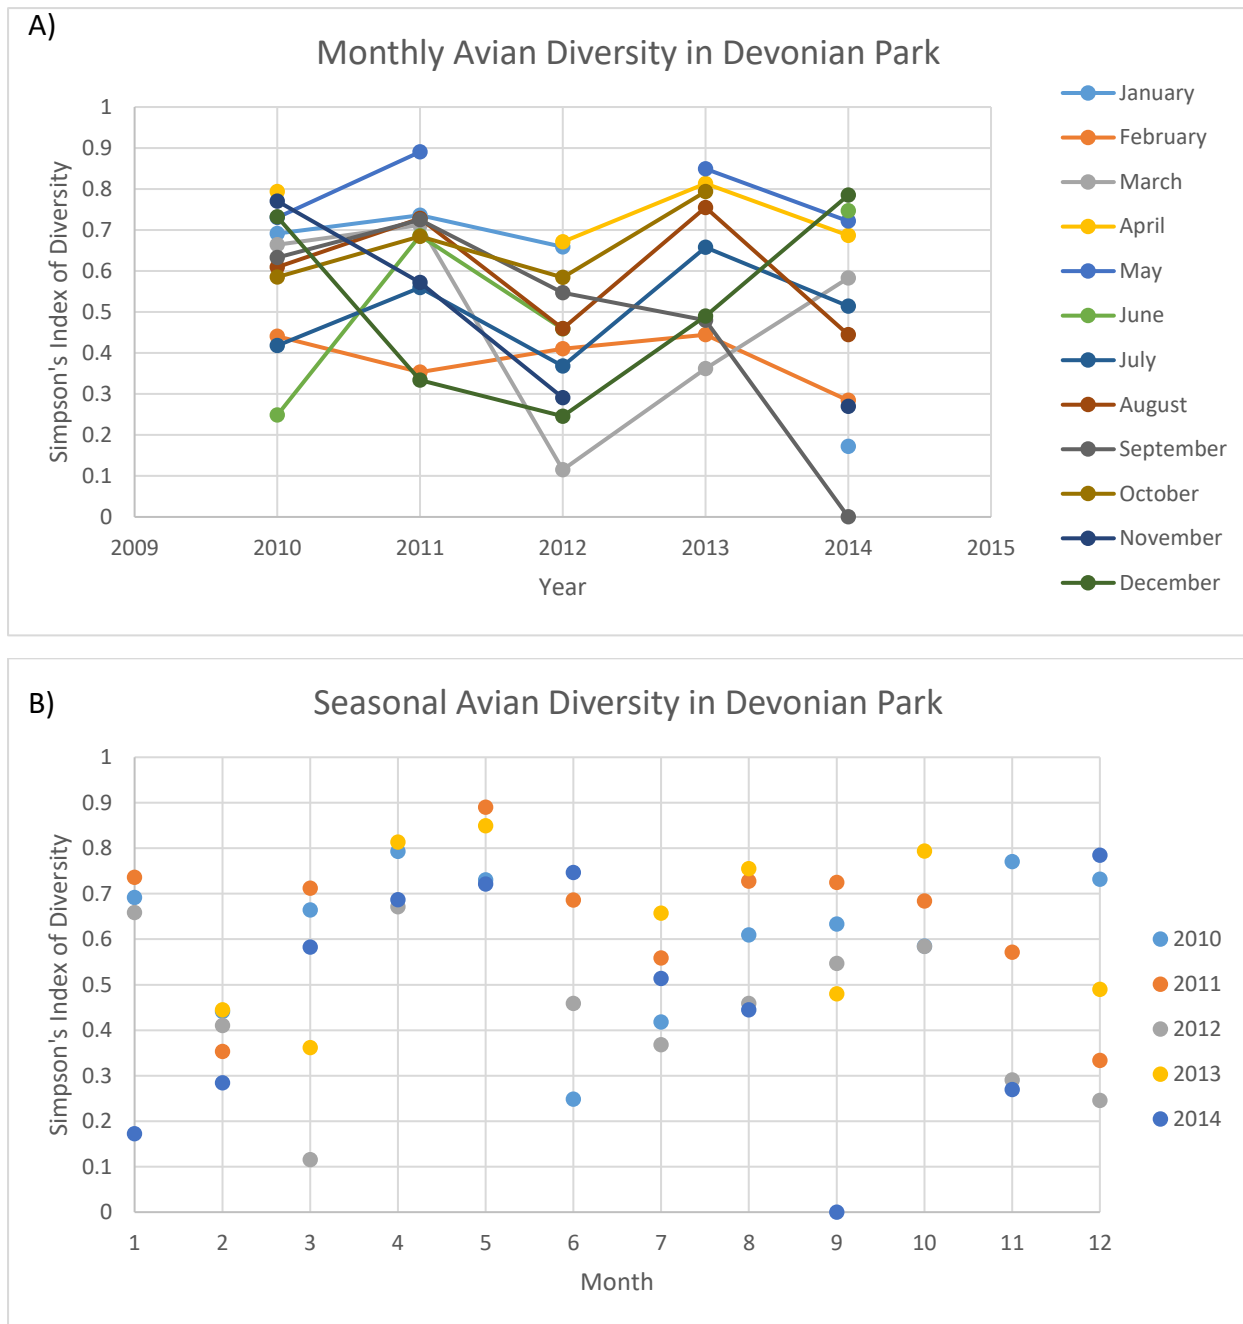 A)
Monthly Avian Diversity in Devonian Park
Simpson's Index of Diversity
1
0.9
0.8
0.7
0.6
0.5
0.4
0.3
0.2
0.1
0
2009 2010 2011 2012 2013 2014 2015
Year
January
February
March
April
May
June
July
August
September
October
November
December
B)
Seasonal Avian Diversity in Devonian Park
Simpson's Index of Diversity
1
0.9
0.8
0.7
0.6
0.5
0.4
0.3
0.2
0.1
0
1 2 3 4 5 6 7 8 9 10 11 12
Month
2010
2011
2012
2013
2014